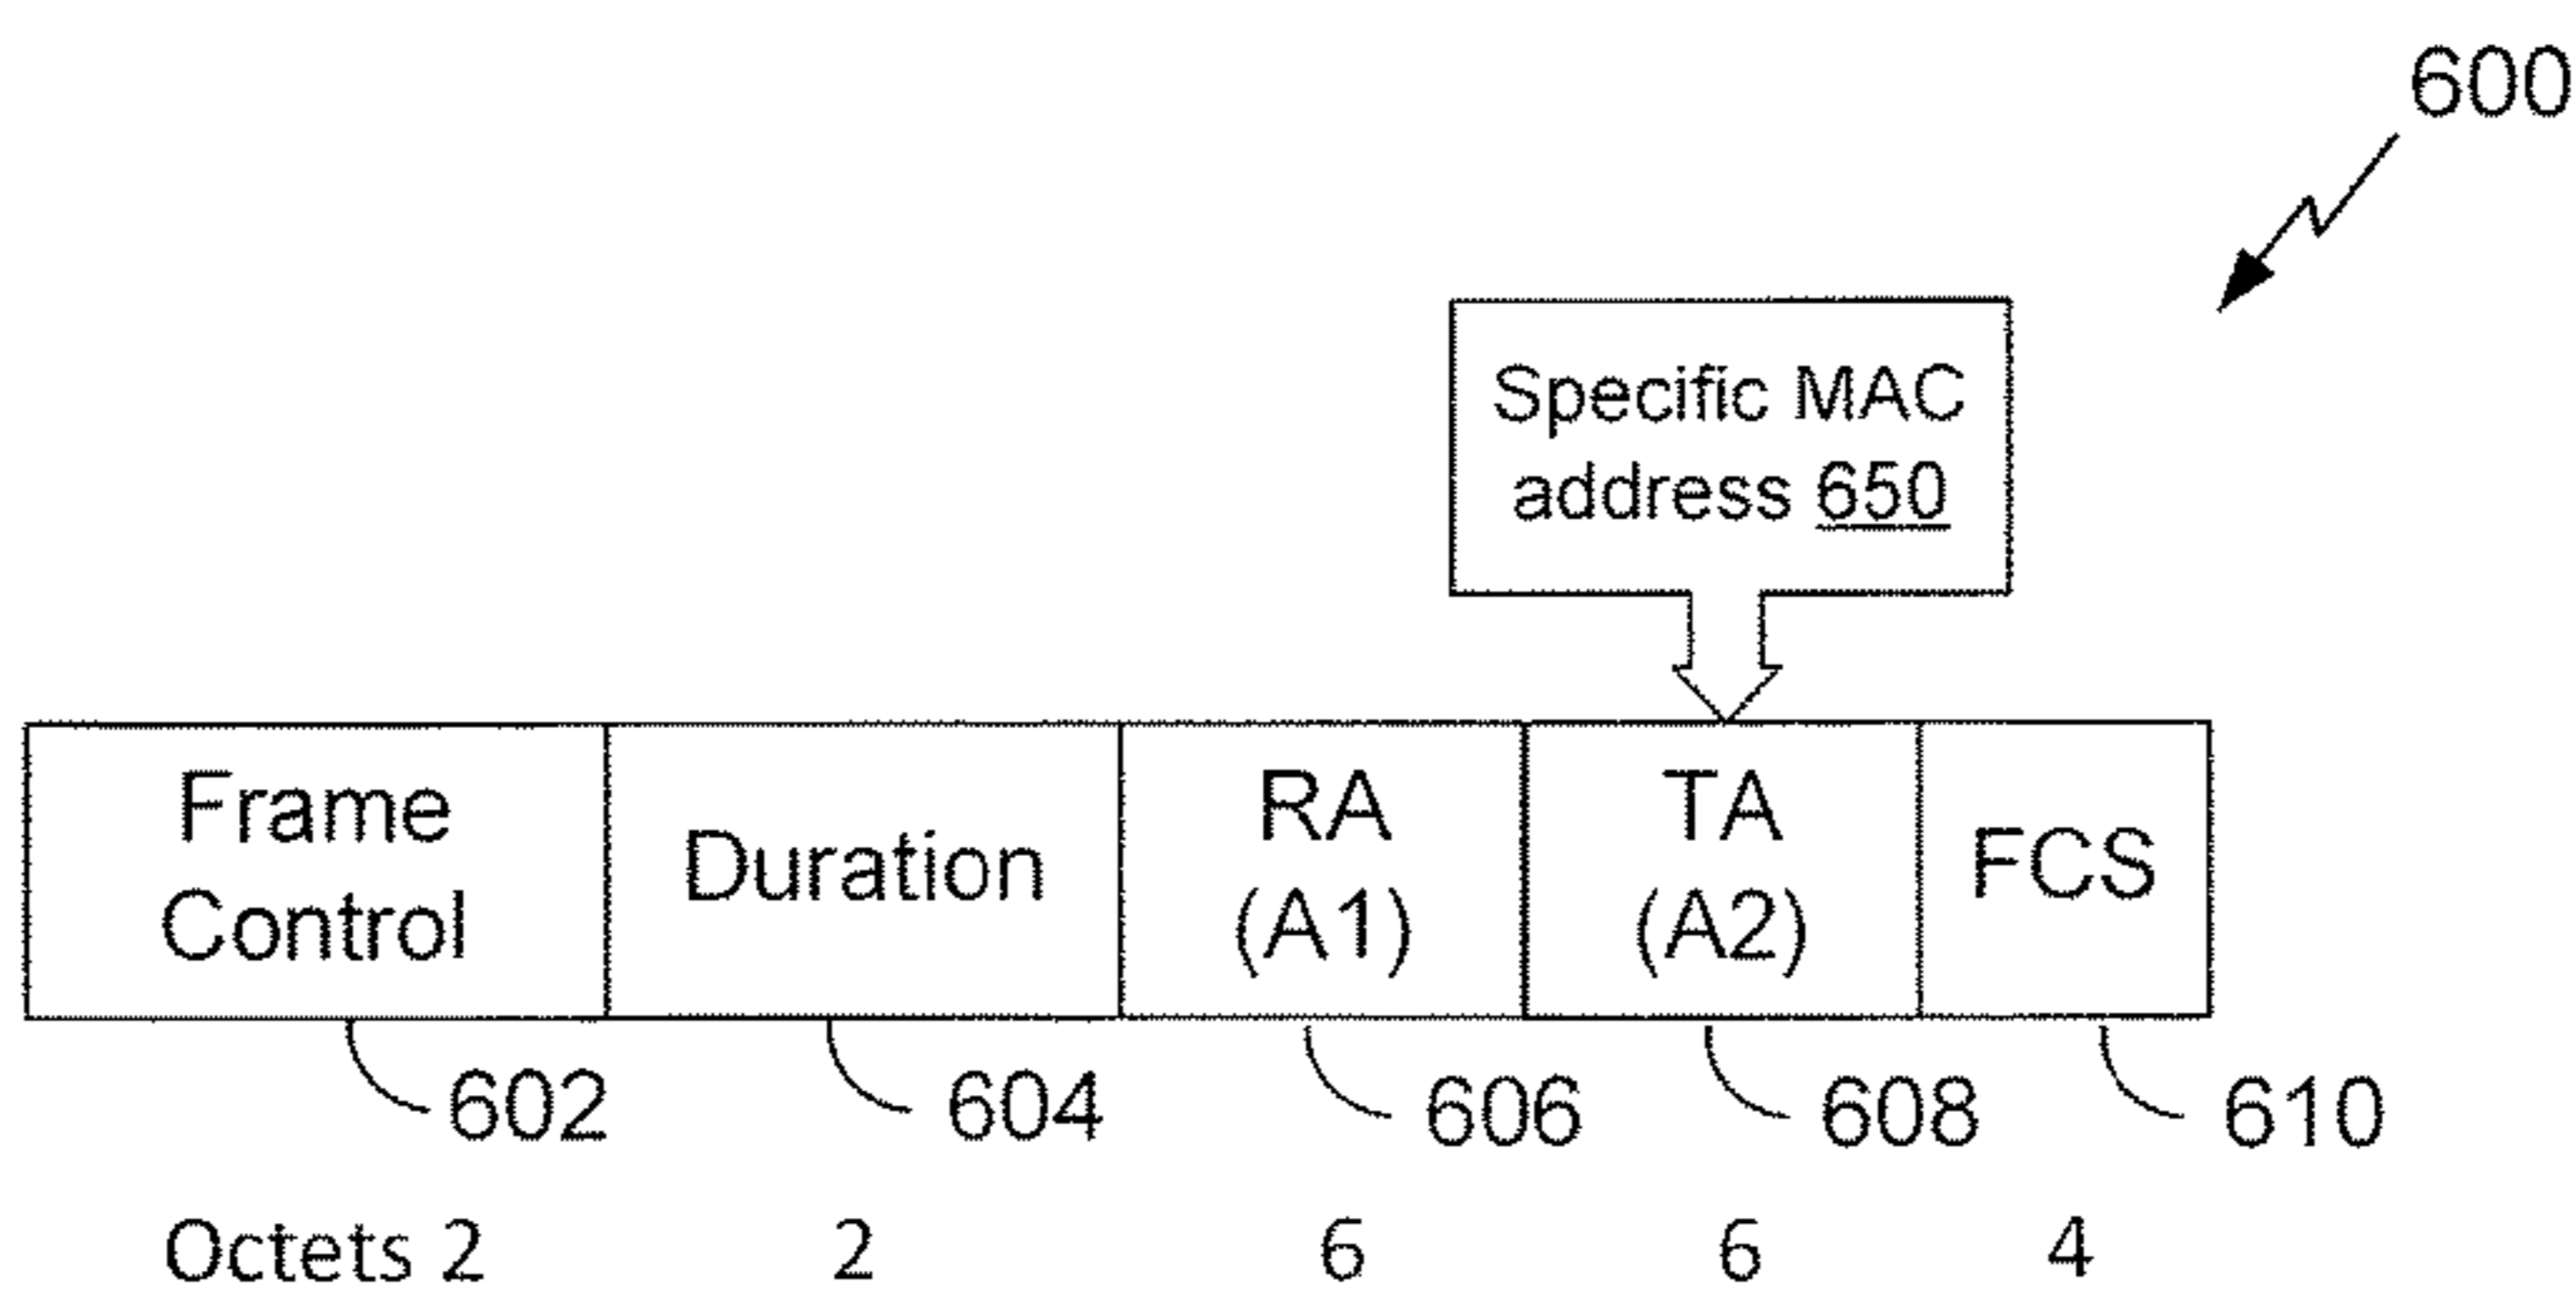 600
Specific MAC
address 650
Frame
Control
Duration
RA
(A1)
TA
(A2)
FCS
602
604
606
608
610
Octets 2
2
6
6
4